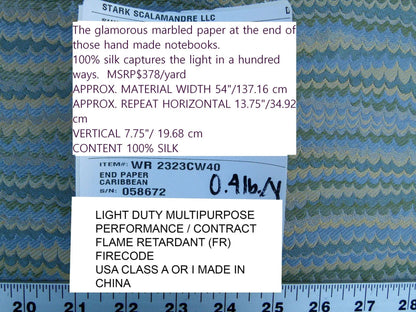 STARK SCALAMANDRE LLC
The glamorous marbled paper at the end of
those hand made notebooks.
100% silk captures the light in a hundred
ways.  MSRP$378/yard
APPROX. MATERIAL WIDTH 54"/137.16 cm
APPROX. REPEAT HORIZONTAL 13.75"/34.92
cm
VERTICAL 7.75"/ 19.68 cm
CONTENT 100% SILK
ITEM#: WR 2323CW40
END PAPER
CARIBBEAN
S/N: 058672
0.4 lb./y
LIGHT DUTY MULTIPURPOSE
PERFORMANCE / CONTRACT
FLAME RETARDANT (FR)
FIRECODE
USA CLASS A OR I MADE IN
CHINA
20 21 22 23 24 25 26 27